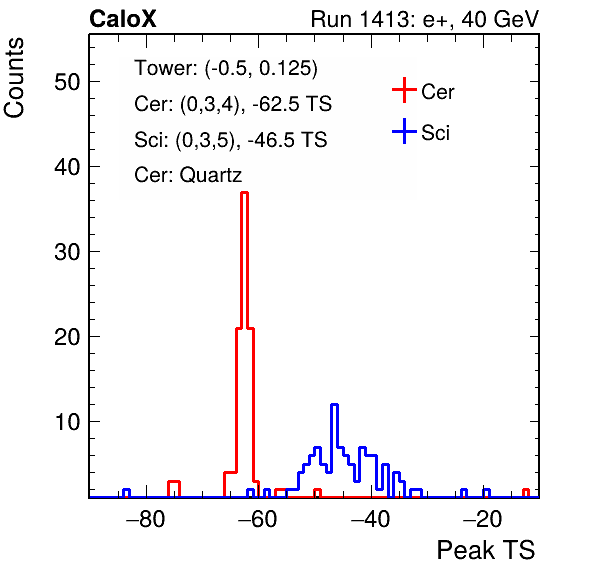 CaloX Run 1413: e+, 40 GeV
Counts
Tower: (-0.5, 0.125)
Cer: (0,3,4), -62.5 TS
Sci: (0,3,5), -46.5 TS
Cer: Quartz
Cer
Sci
50
40
30
20
10
−80 −60 −40 −20
Peak TS